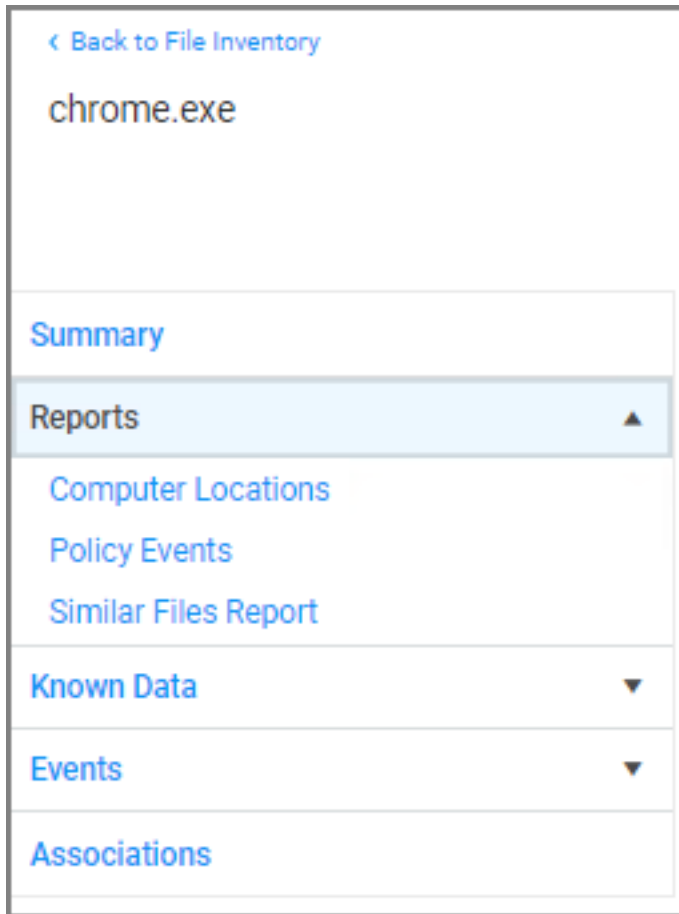 ‹ Back to File Inventory
chrome.exe
Summary
Reports ▲
Computer Locations
Policy Events
Similar Files Report
Known Data ▼
Events ▼
Associations